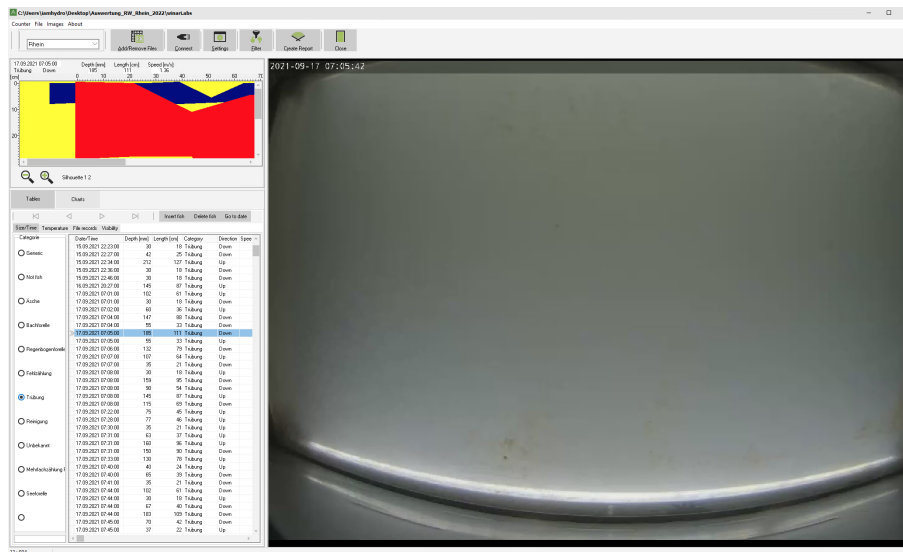 C:\Users\iamhydro\Desktop\Auswertung_RW_Rhein_2022\winari.abs
Counter File Images About
Rhein
Add/Remove Files Connect Settings Filter Create Report Close
17.09.2021 07:05:00 Depth [mm] Length [cm] Speed [m/s]
Trübung Down 185 111 1.36
[cm] 0 10 20 30 40 50 60
0
10
20
Silhouette 1 2
Tables Charts
Insert fish Delete fish Go to date
Size/Time Temperature File records Visibility
Categorie
Generic
Not fish
Äsche
Bachforelle
Regenbogenforelle
Fehlzählung
Trübung
Reinigung
Unbekannt
Mehrfachzählung F
Seeforelle
Date/Time Depth [mm] Length [cm] Category Direction Spee
15.09.2021 22:23:00 30 18 Trübung Down
15.09.2021 22:27:00 42 25 Trübung Down
15.09.2021 22:34:00 212 127 Trübung Up
15.09.2021 22:36:00 30 18 Trübung Down
15.09.2021 22:46:00 30 18 Trübung Down
16.09.2021 20:27:00 145 87 Trübung Up
17.09.2021 07:01:00 102 61 Trübung Up
17.09.2021 07:01:00 30 18 Trübung Down
17.09.2021 07:02:00 60 36 Trübung Up
17.09.2021 07:04:00 147 88 Trübung Down
17.09.2021 07:04:00 55 33 Trübung Down
17.09.2021 07:05:00 185 111 Trübung Down
17.09.2021 07:05:00 55 33 Trübung Up
17.09.2021 07:06:00 132 79 Trübung Down
17.09.2021 07:07:00 107 64 Trübung Up
17.09.2021 07:07:00 35 21 Trübung Down
17.09.2021 07:08:00 30 18 Trübung Up
17.09.2021 07:08:00 159 95 Trübung Down
17.09.2021 07:08:00 90 54 Trübung Down
17.09.2021 07:08:00 145 87 Trübung Up
17.09.2021 07:08:00 115 69 Trübung Down
17.09.2021 07:22:00 75 45 Trübung Up
17.09.2021 07:28:00 77 46 Trübung Down
17.09.2021 07:30:00 35 21 Trübung Up
17.09.2021 07:31:00 63 37 Trübung Up
17.09.2021 07:31:00 160 96 Trübung Up
17.09.2021 07:31:00 150 90 Trübung Down
17.09.2021 07:33:00 130 78 Trübung Up
17.09.2021 07:40:00 40 24 Trübung Up
17.09.2021 07:40:00 65 39 Trübung Down
17.09.2021 07:41:00 35 21 Trübung Down
17.09.2021 07:44:00 102 61 Trübung Down
17.09.2021 07:44:00 30 18 Trübung Up
17.09.2021 07:44:00 67 40 Trübung Down
17.09.2021 07:44:00 183 109 Trübung Down
17.09.2021 07:45:00 70 42 Trübung Down
17.09.2021 07:45:00 37 22 Trübung Up
2021-09-17 07:05:42